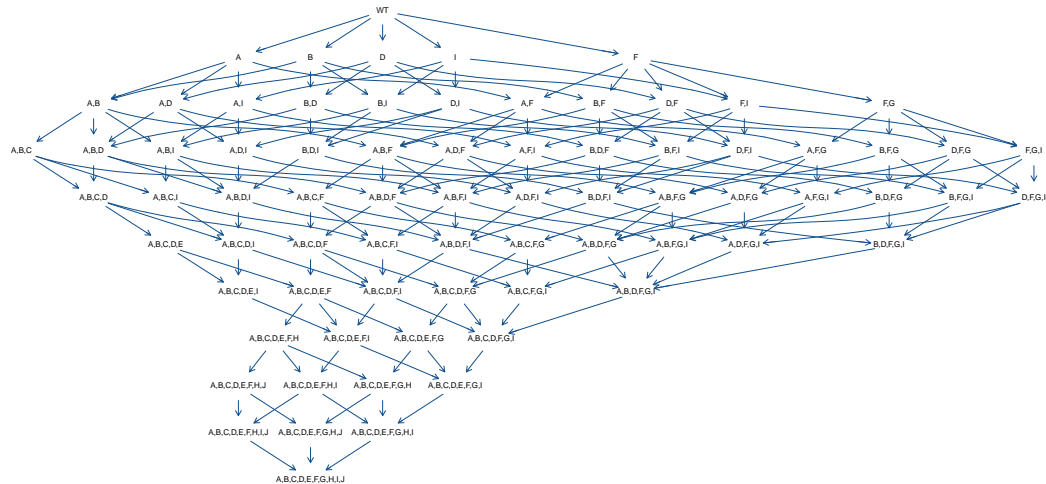 WT
A B D I F
A,B A,D A,I B,D B,I D,I A,F B,F D,F F,I F,G
A,B,C A,B,D A,B,I A,D,I B,D,I A,B,F A,D,F A,F,I B,D,F B,F,I D,F,I A,F,G B,F,G D,F,G F,G,I
A,B,C,D A,B,C,I A,B,D,I A,B,C,F A,B,D,F A,B,F,I A,D,F,I B,D,F,I A,B,F,G A,D,F,G A,F,G,I B,D,F,G B,F,G,I D,F,G,I
A,B,C,D,E A,B,C,D,I A,B,C,D,F A,B,C,F,I A,B,D,F,I A,B,C,F,G A,B,D,F,G A,B,F,G,I A,D,F,G,I B,D,F,G,I
A,B,C,D,E,I A,B,C,D,E,F A,B,C,D,F,I A,B,C,D,F,G A,B,C,F,G,I A,B,D,F,G,I
A,B,C,D,E,F,H A,B,C,D,E,F,I A,B,C,D,E,F,G A,B,C,D,F,G,I
A,B,C,D,E,F,H,J A,B,C,D,E,F,H,I A,B,C,D,E,F,G,H A,B,C,D,E,F,G,I
A,B,C,D,E,F,H,I,J A,B,C,D,E,F,G,H,J A,B,C,D,E,F,G,H,I
A,B,C,D,E,F,G,H,I,J